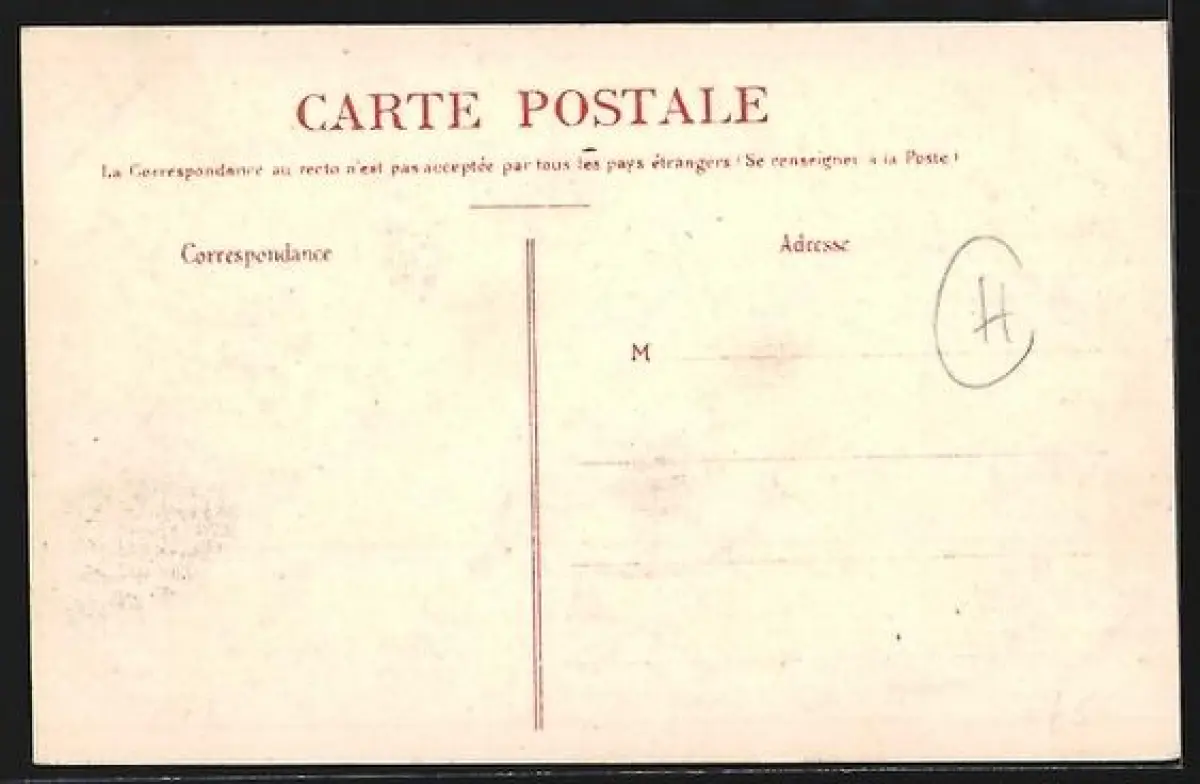 CARTE POSTALE
La Correspondance au recto n'est pas acceptée par tous les pays étrangers (Se renseigner à la Poste)
Correspondance
Adresse
H
M